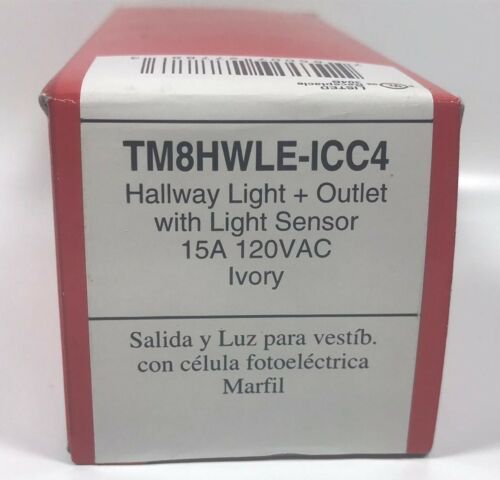 TM8HWLE-ICC4
Hallway Light + Outlet
with Light Sensor
15A 120VAC
Ivory
Salida y Luz para vestíb.
con célula fotoeléctrica
Marfil
LISTED